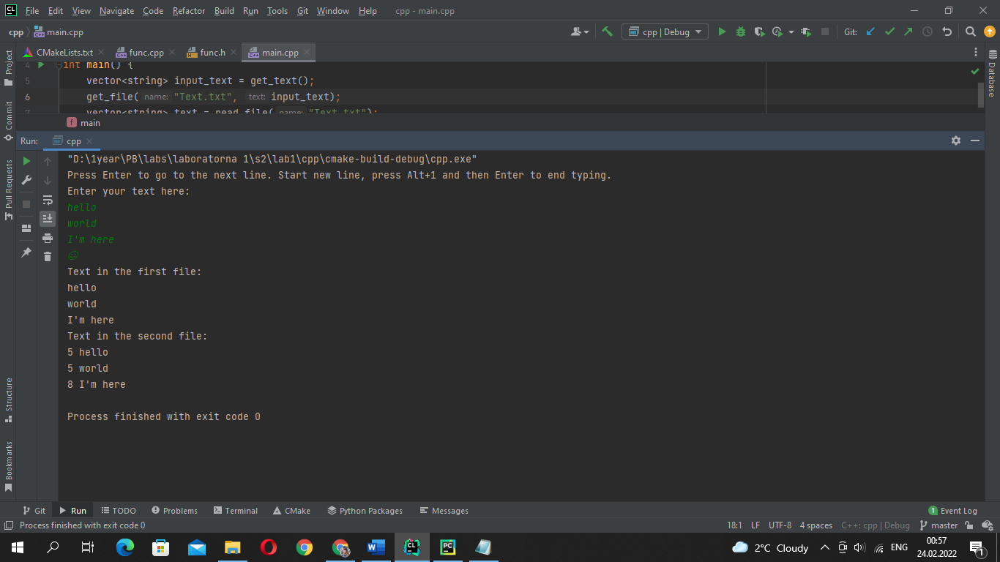 CL File Edit View Navigate Code Refactor Build Run Tools Git Window Help cpp - main.cpp
cpp main.cpp cpp | Debug Git:
CMakeLists.txt func.cpp func.h main.cpp
4 int main() {
5 vector<string> input_text = get_text();
6 get_file( name: "Text.txt", text: input_text);
7 vector<string> text = read_file( name: "Text.txt");
f main
Run: cpp
"D:\1year\PB\labs\laboratorna 1\s2\lab1\cpp\cmake-build-debug\cpp.exe"
Press Enter to go to the next line. Start new line, press Alt+1 and then Enter to end typing.
Enter your text here:
hello
world
I'm here
☺
Text in the first file:
hello
world
I'm here
Text in the second file:
5 hello
5 world
8 I'm here
Process finished with exit code 0
Project
Commit
Pull Requests
Structure
Bookmarks
Database
Git Run TODO Problems Terminal CMake Python Packages Messages 1 Event Log
Process finished with exit code 0 18:1 LF UTF-8 4 spaces C++: cpp | Debug master
W CL PC 2°C Cloudy ENG 00:57
24.02.2022 1